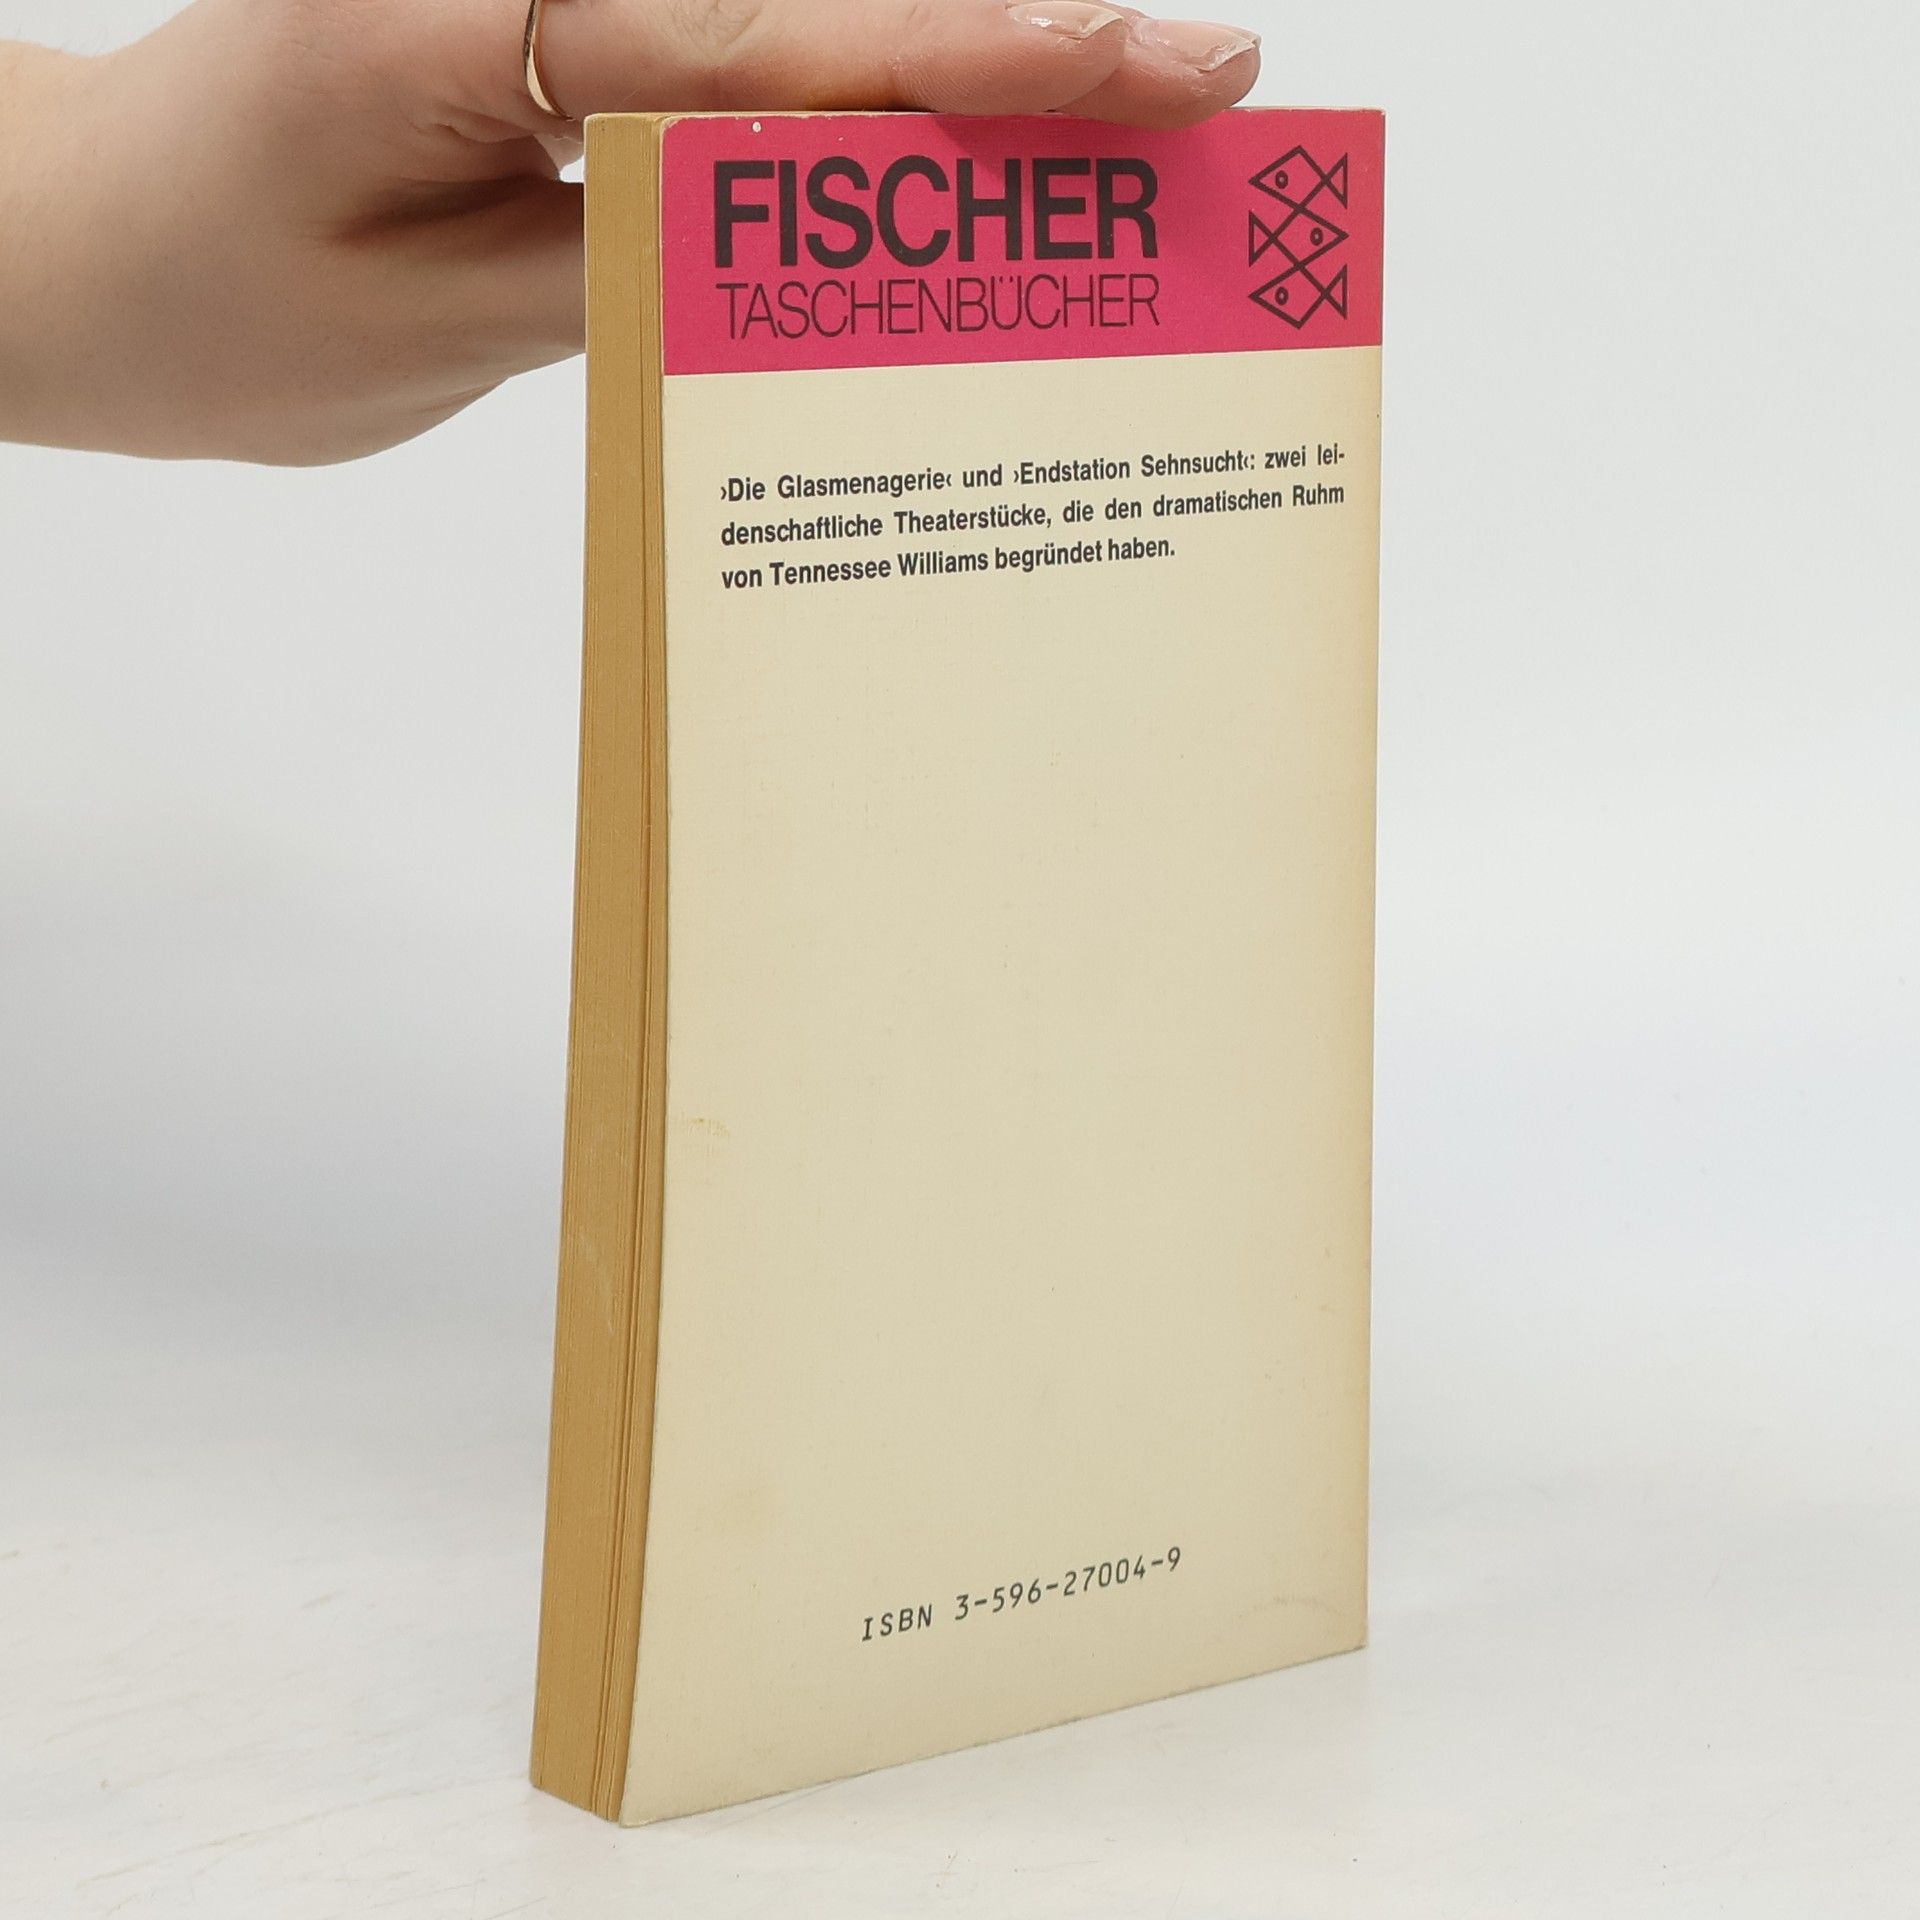 FISCHER
TASCHENBÜCHER
›Die Glasmenagerie‹ und ›Endstation Sehnsucht‹: zwei lei-
denschaftliche Theaterstücke, die den dramatischen Ruhm
von Tennessee Williams begründet haben.
ISBN 3-596-27004-9